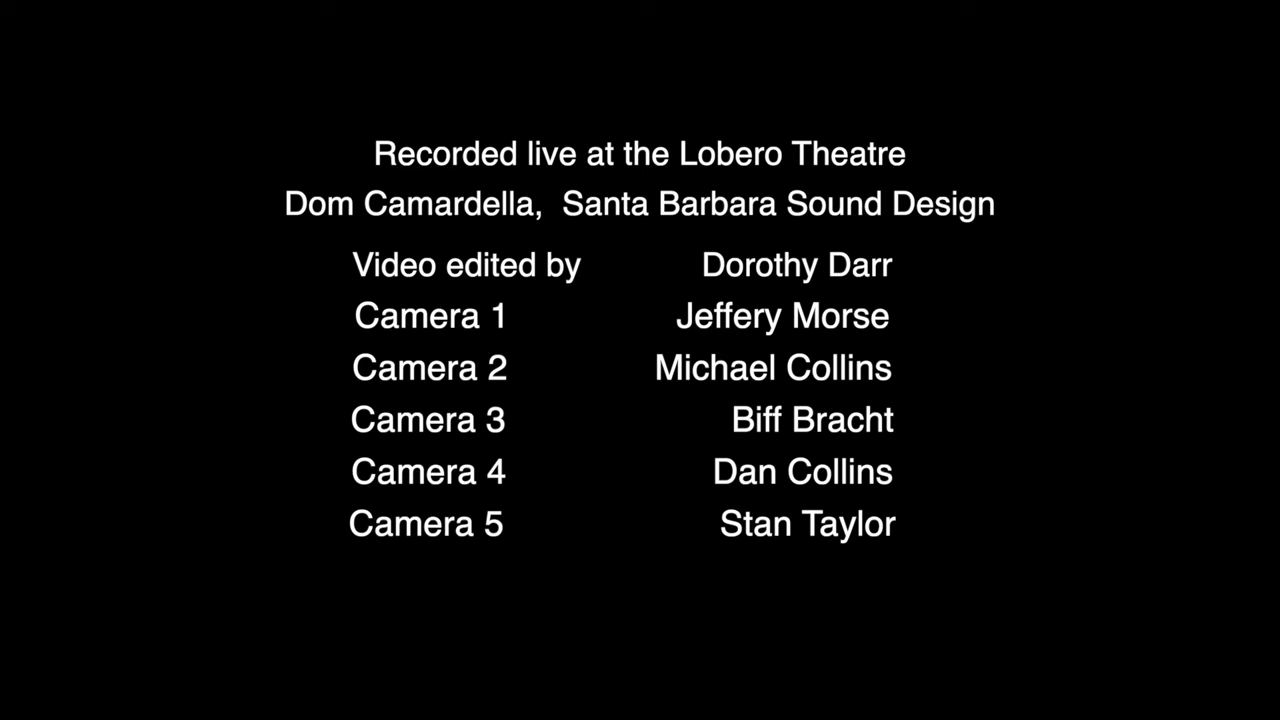 Recorded live at the Lobero Theatre
Dom Camardella, Santa Barbara Sound Design
Video edited by Dorothy Darr
Camera 1 Jeffery Morse
Camera 2 Michael Collins
Camera 3 Biff Bracht
Camera 4 Dan Collins
Camera 5 Stan Taylor